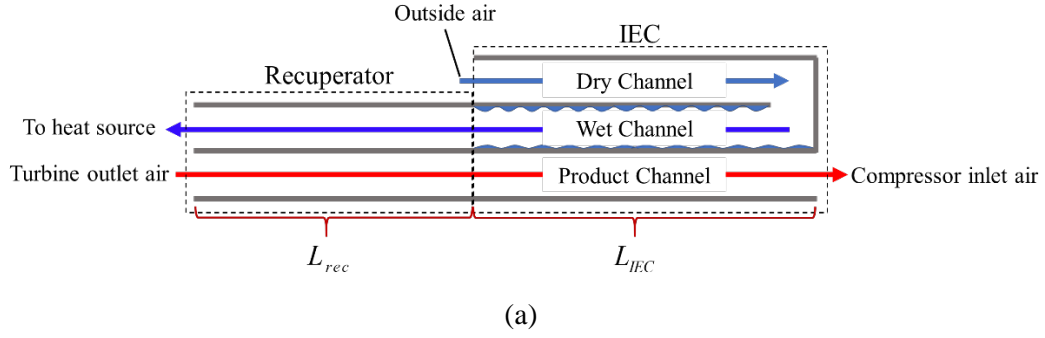 Outside air
IEC
Recuperator
Dry Channel
To heat source
Wet Channel
Turbine outlet air
Product Channel
Compressor inlet air
L_rec
L_IEC
(a)